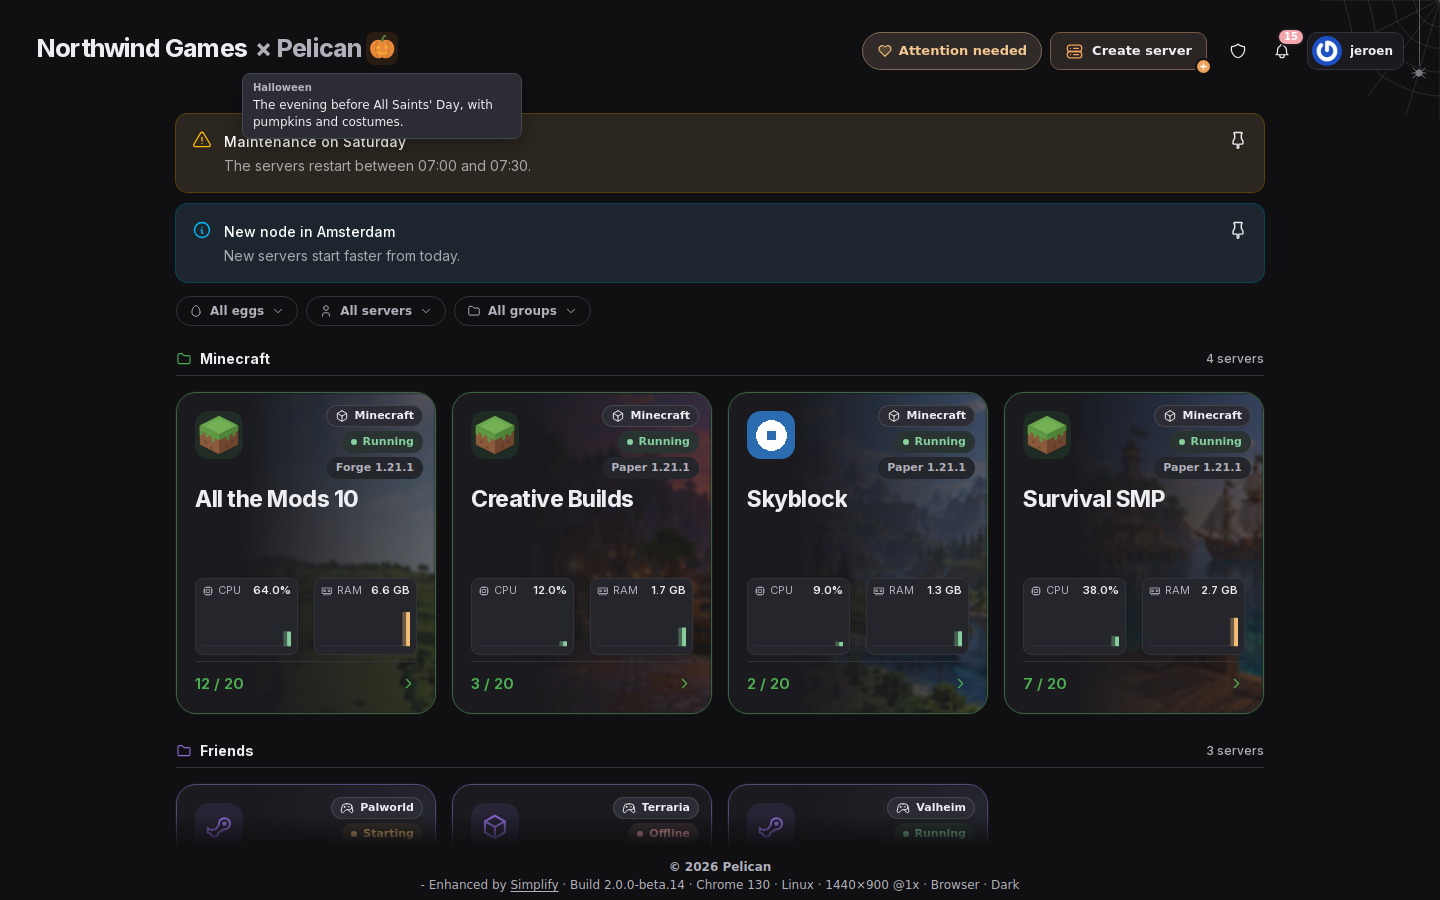 Northwind Games × Pelican
Attention needed
Create server
15
jeroen
Halloween
The evening before All Saints' Day, with
pumpkins and costumes.
Maintenance on Saturday
The servers restart between 07:00 and 07:30.
New node in Amsterdam
New servers start faster from today.
All eggs
All servers
All groups
Minecraft
4 servers
Minecraft
Running
Forge 1.21.1
All the Mods 10
CPU 64.0%
RAM 6.6 GB
12 / 20
Minecraft
Running
Paper 1.21.1
Creative Builds
CPU 12.0%
RAM 1.7 GB
3 / 20
Minecraft
Running
Paper 1.21.1
Skyblock
CPU 9.0%
RAM 1.3 GB
2 / 20
Minecraft
Running
Paper 1.21.1
Survival SMP
CPU 38.0%
RAM 2.7 GB
7 / 20
Friends
3 servers
Palworld
Starting
Terraria
Offline
Valheim
Running
© 2026 Pelican
- Enhanced by Simplify · Build 2.0.0-beta.14 · Chrome 130 · Linux · 1440×900 @1x · Browser · Dark